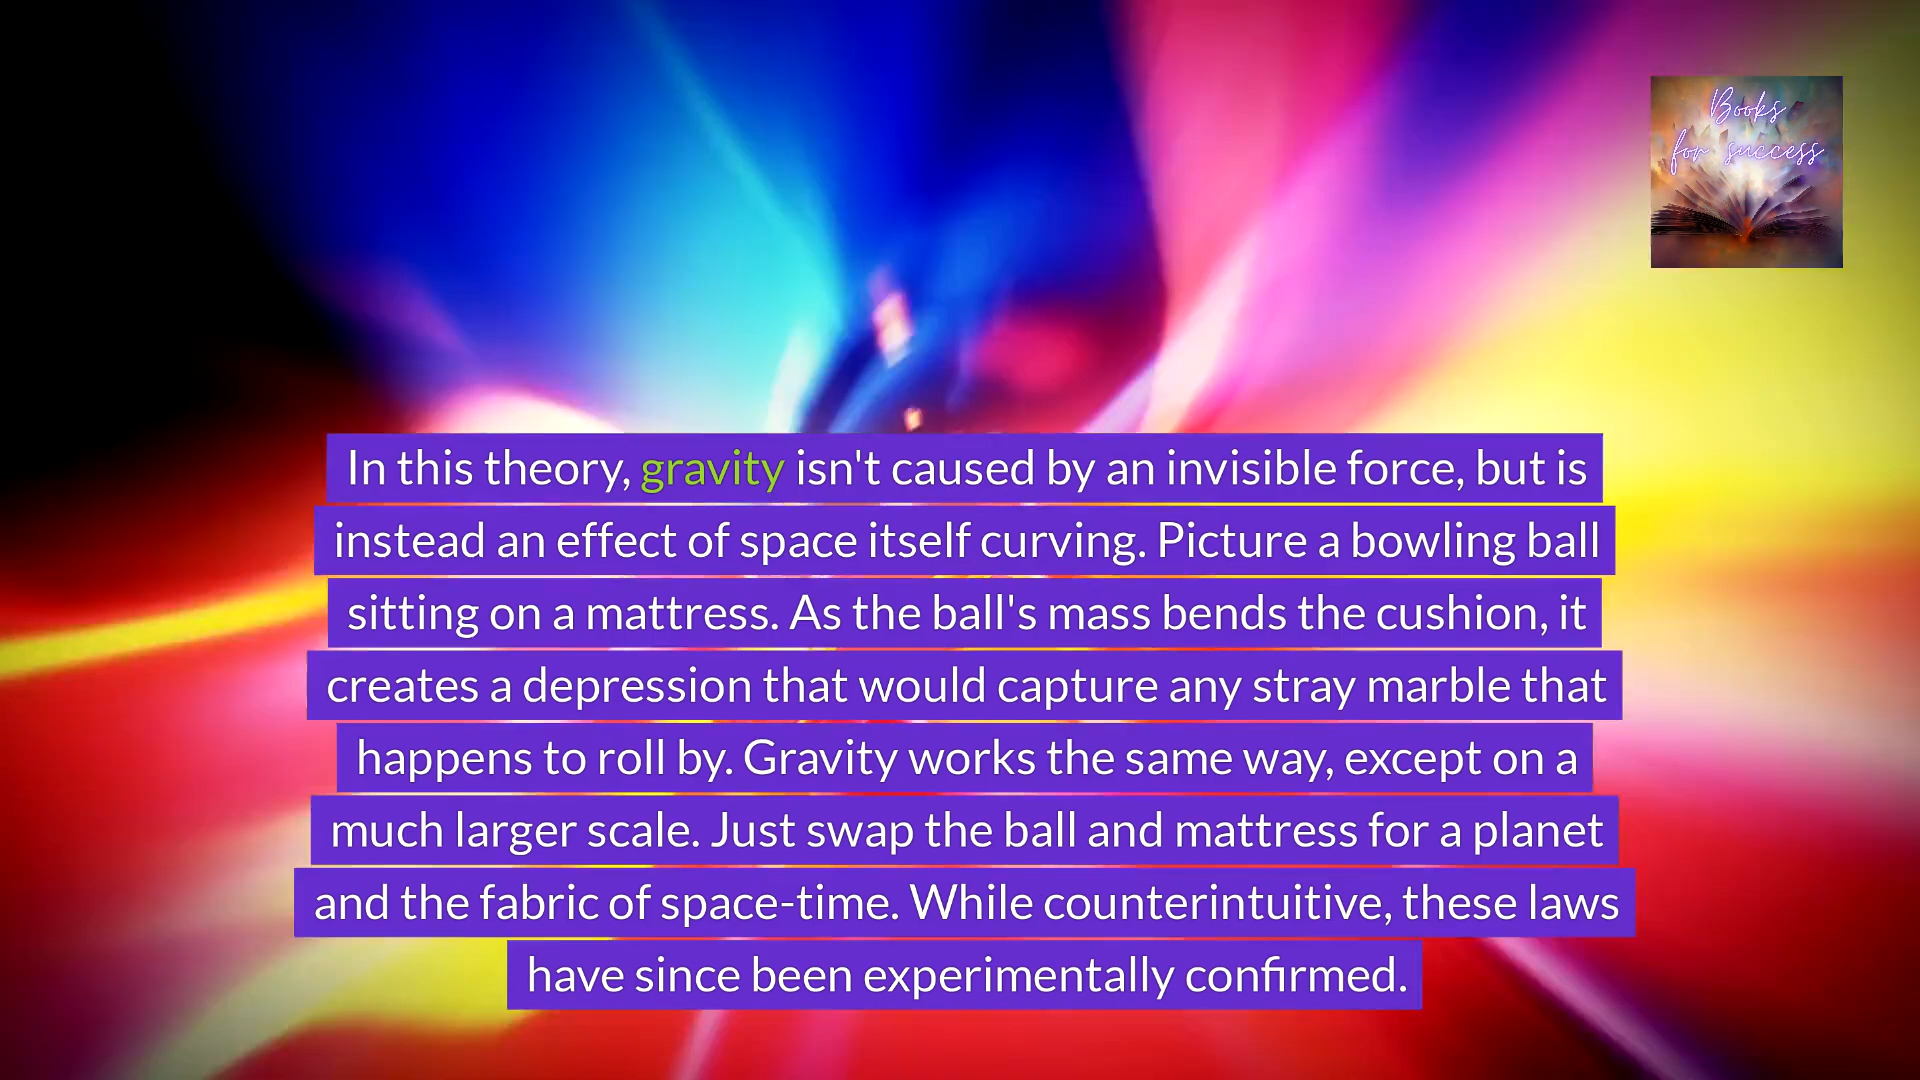 Books
for success
In this theory, gravity isn't caused by an invisible force, but is
instead an effect of space itself curving. Picture a bowling ball
sitting on a mattress. As the ball's mass bends the cushion, it
creates a depression that would capture any stray marble that
happens to roll by. Gravity works the same way, except on a
much larger scale. Just swap the ball and mattress for a planet
and the fabric of space-time. While counterintuitive, these laws
have since been experimentally confirmed.